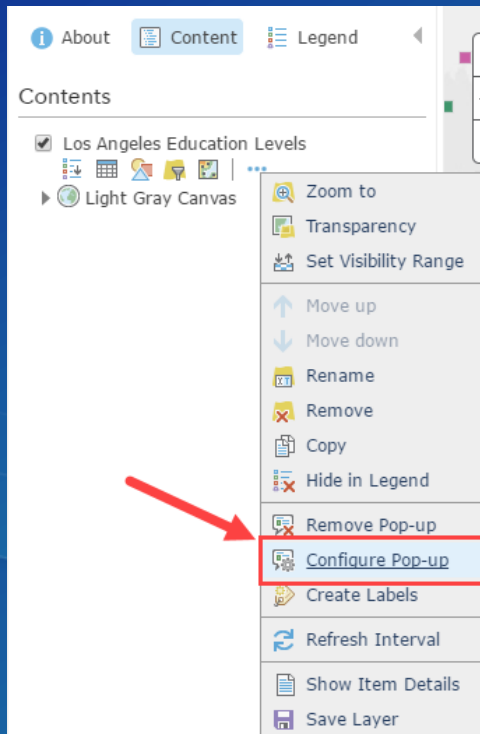 About Content Legend
Contents
Los Angeles Education Levels
Light Gray Canvas
Zoom to
Transparency
Set Visibility Range
Move up
Move down
Rename
Remove
Copy
Hide in Legend
Remove Pop-up
Configure Pop-up
Create Labels
Refresh Interval
Show Item Details
Save Layer